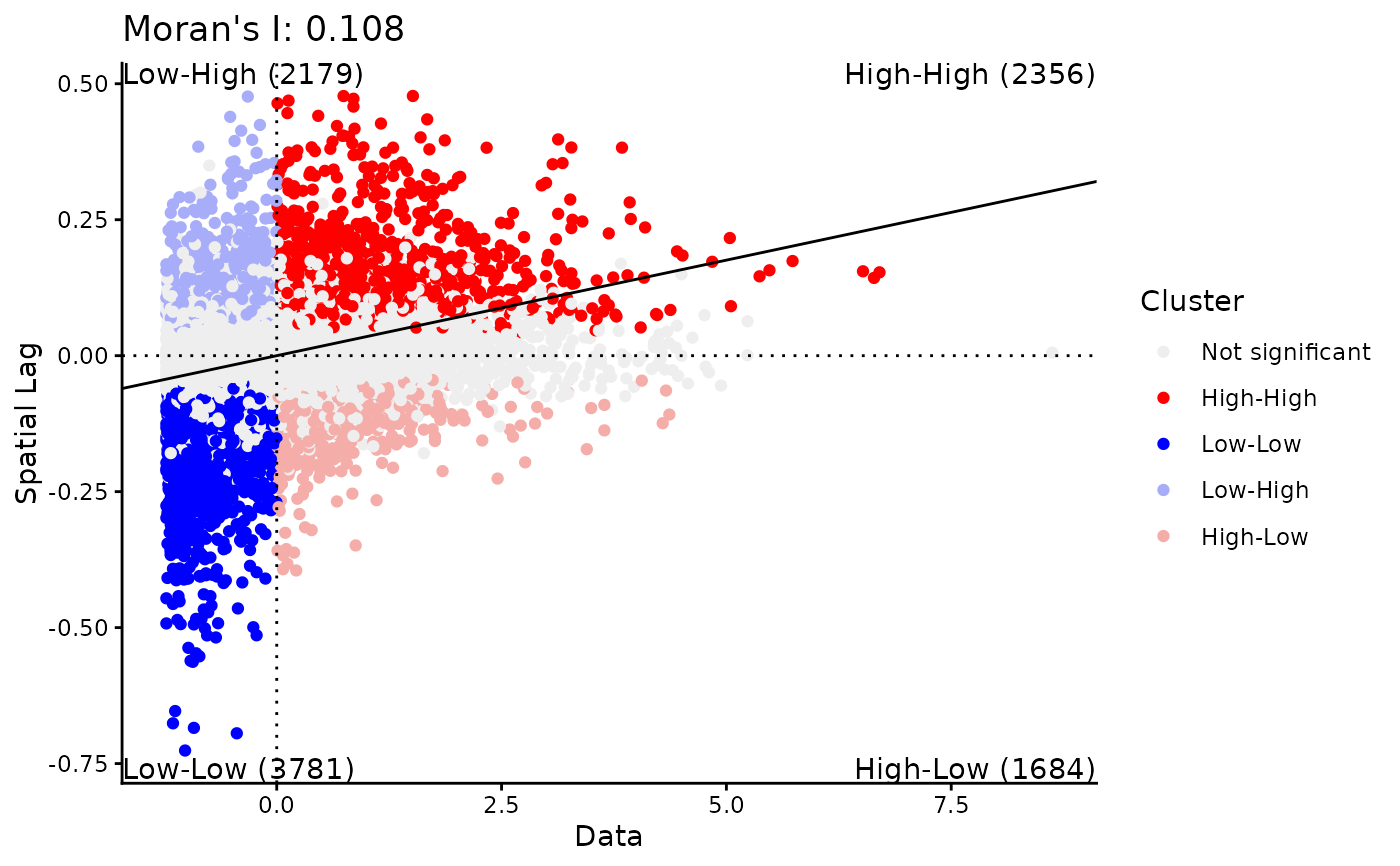 Moran's I: 0.108
Low-High (2179)
High-High (2356)
0.50
0.25
0.00
-0.25
-0.50
-0.75
Spatial Lag
Low-Low (3781)
High-Low (1684)
0.0
2.5
5.0
7.5
Data
Cluster
Not significant
High-High
Low-Low
Low-High
High-Low